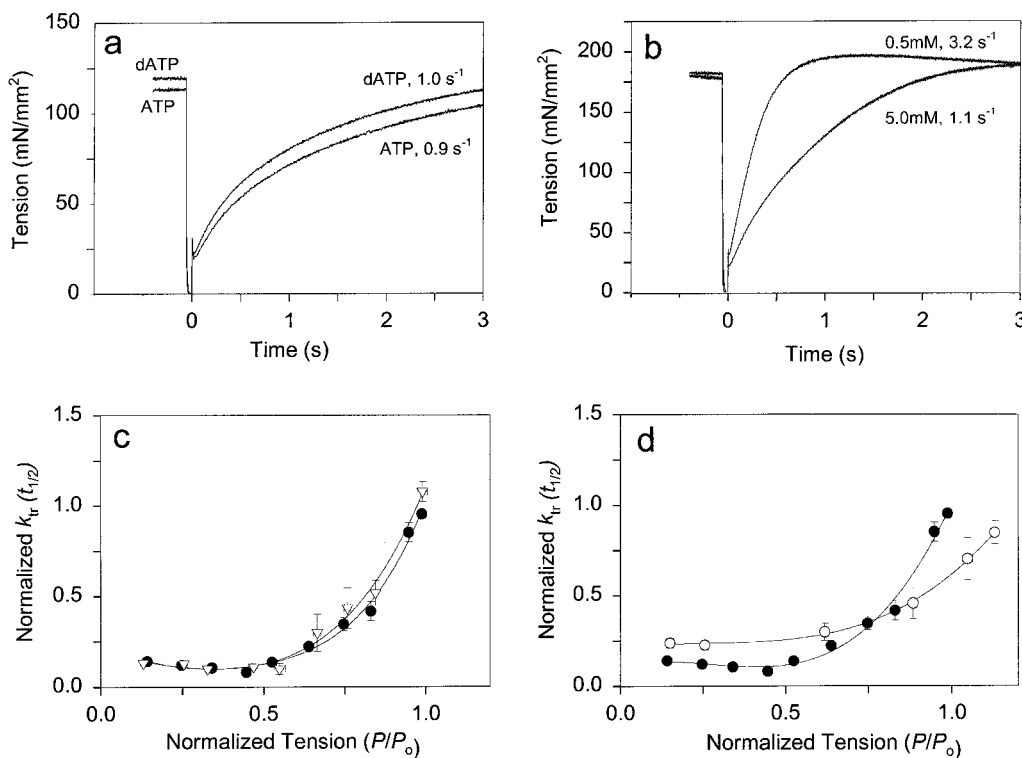 a
Tension (mN/mm²)
150
100
50
0
dATP
ATP
dATP, 1.0 s⁻¹
ATP, 0.9 s⁻¹
0 1 2 3
Time (s)
b
Tension (mN/mm²)
200
150
100
50
0
0.5mM, 3.2 s⁻¹
5.0mM, 1.1 s⁻¹
0 1 2 3
Time (s)
c
Normalized k_tr (t_1/2)
1.5
1.0
0.5
0.0
0.0 0.5 1.0
Normalized Tension (P/P_o)
d
Normalized k_tr (t_1/2)
1.5
1.0
0.5
0.0
0.0 0.5 1.0
Normalized Tension (P/P_o)